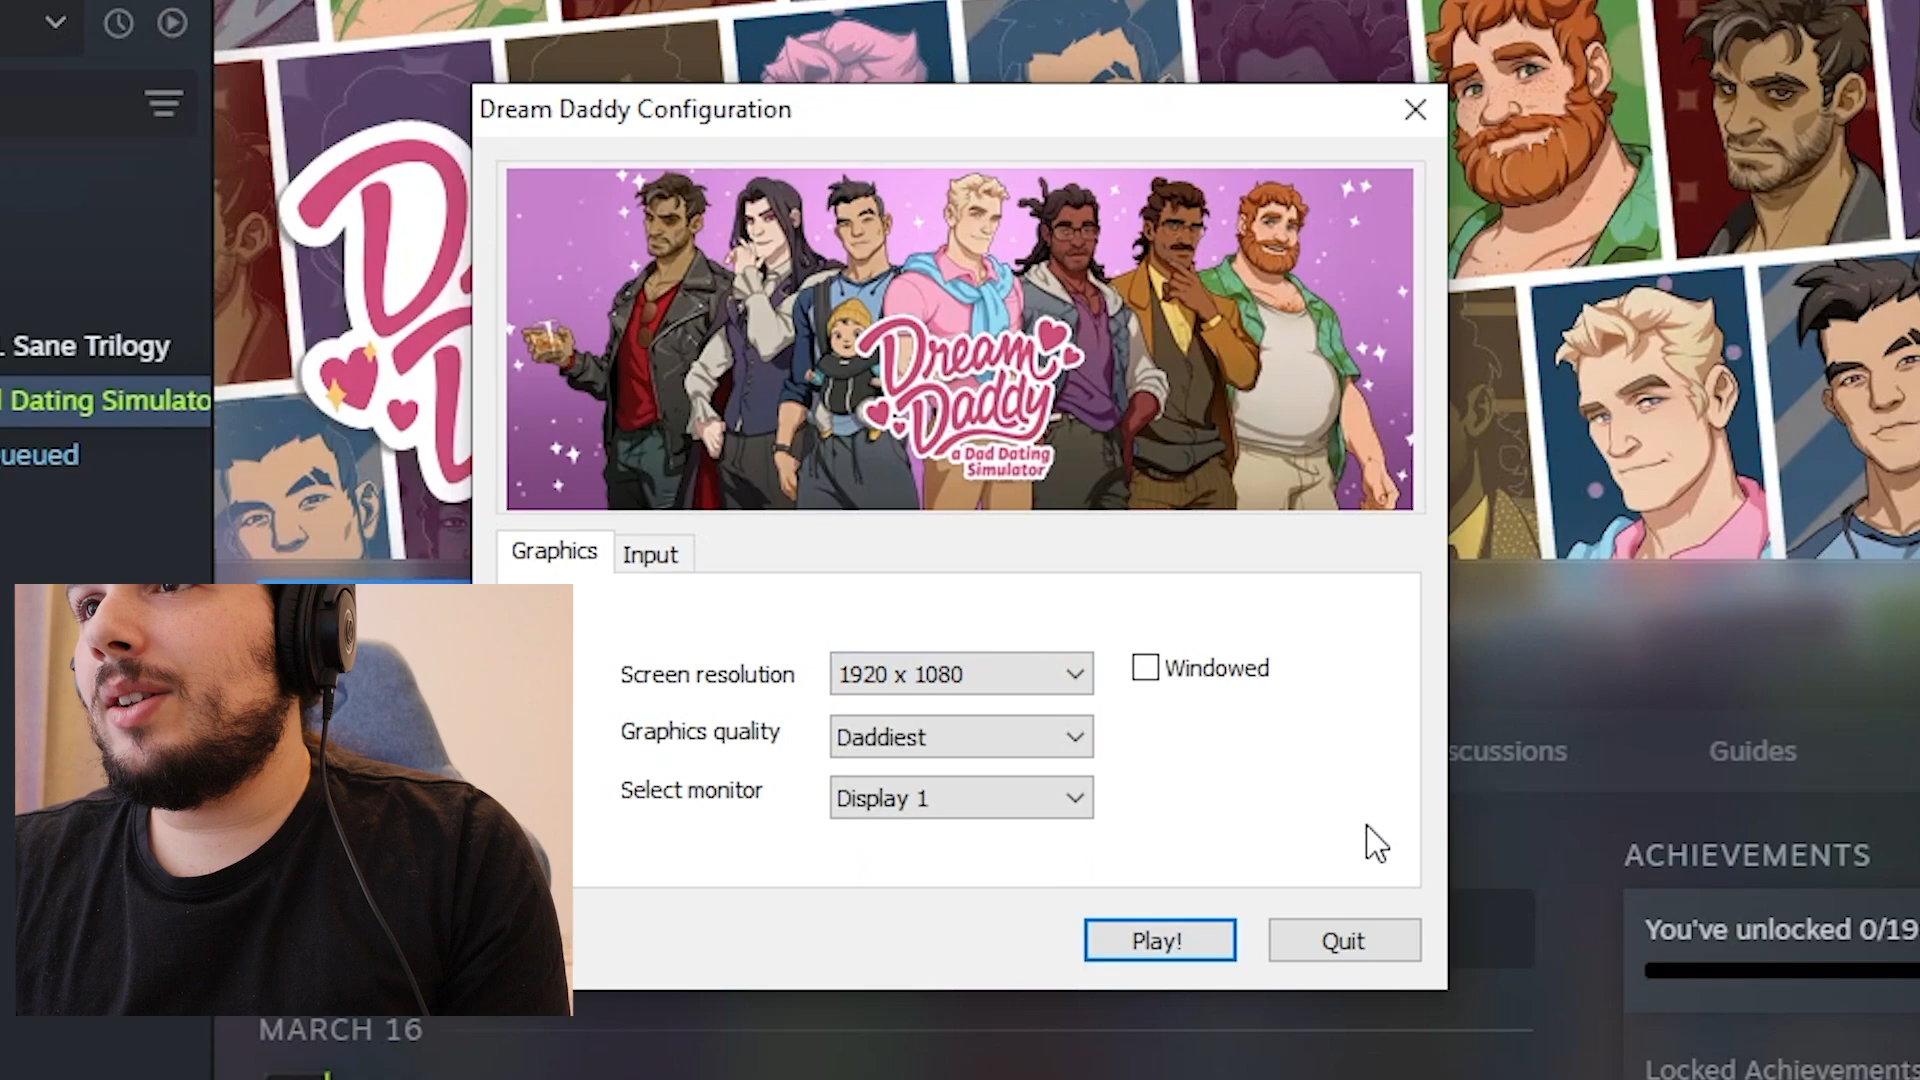 Dream Daddy Configuration
Dream
Daddy
a Dad Dating
Simulator
Sane Trilogy
Dating Simulato
ueued
Graphics
Input
Screen resolution
1920 x 1080
Windowed
Graphics quality
Daddiest
Select monitor
Display 1
scussions
Guides
ACHIEVEMENTS
You've unlocked 0/19
Play!
Quit
MARCH 16
Locked Achievements